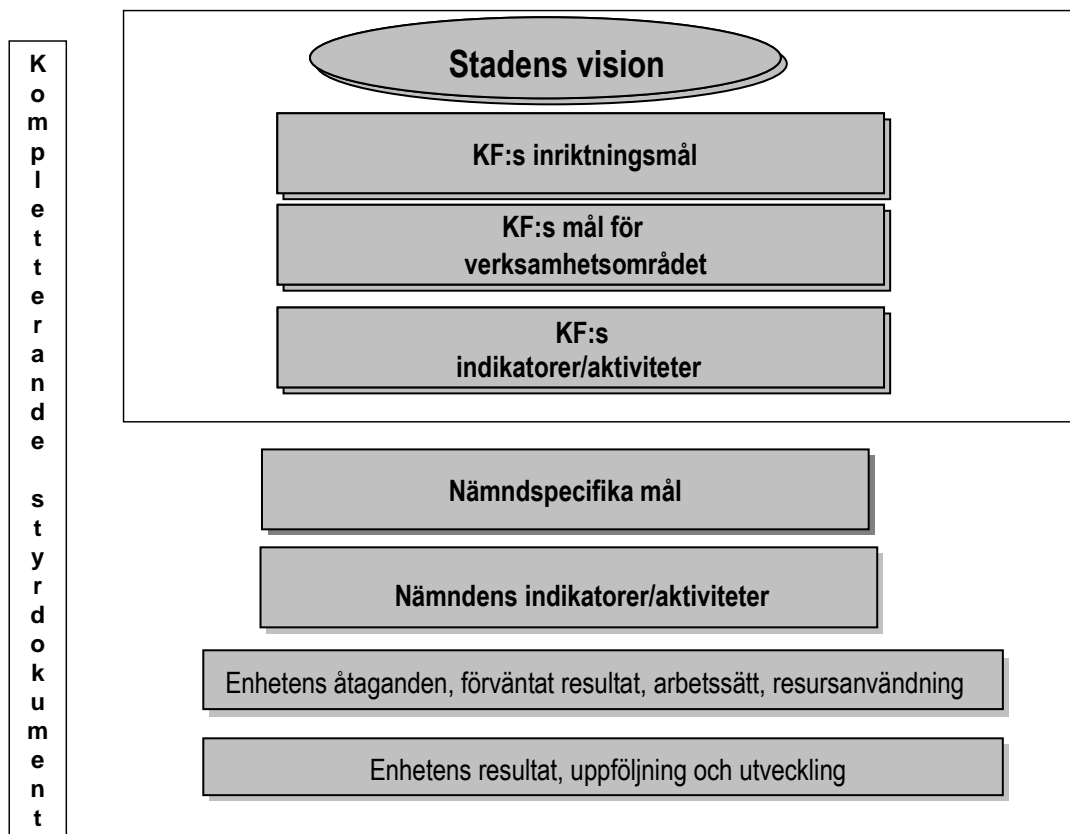 Kompletterande styrdokument
Stadens vision
KF:s inriktningsmål
KF:s mål för
verksamhetsområdet
KF:s
indikatorer/aktiviteter
Nämndspecifika mål
Nämndens indikatorer/aktiviteter
Enhetens åtaganden, förväntat resultat, arbetssätt, resursanvändning
Enhetens resultat, uppföljning och utveckling